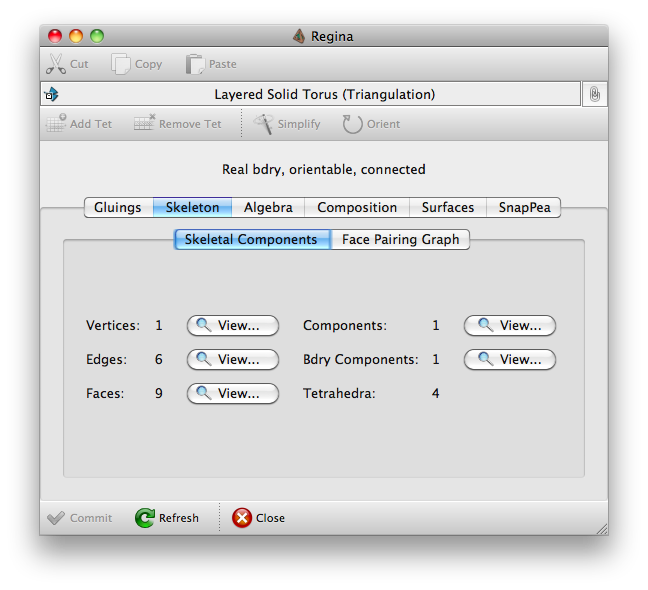 Regina
Cut Copy Paste
Layered Solid Torus (Triangulation)
Add Tet Remove Tet Simplify Orient
Real bdry, orientable, connected
Gluings Skeleton Algebra Composition Surfaces SnapPea
Skeletal Components Face Pairing Graph
Vertices: 1 View... Components: 1 View...
Edges: 6 View... Bdry Components: 1 View...
Faces: 9 View... Tetrahedra: 4
Commit Refresh Close